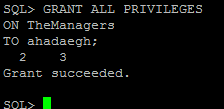 SQL> GRANT ALL PRIVILEGES
ON TheManagers
TO ahadaegh;
  2    3
Grant succeeded.
SQL>